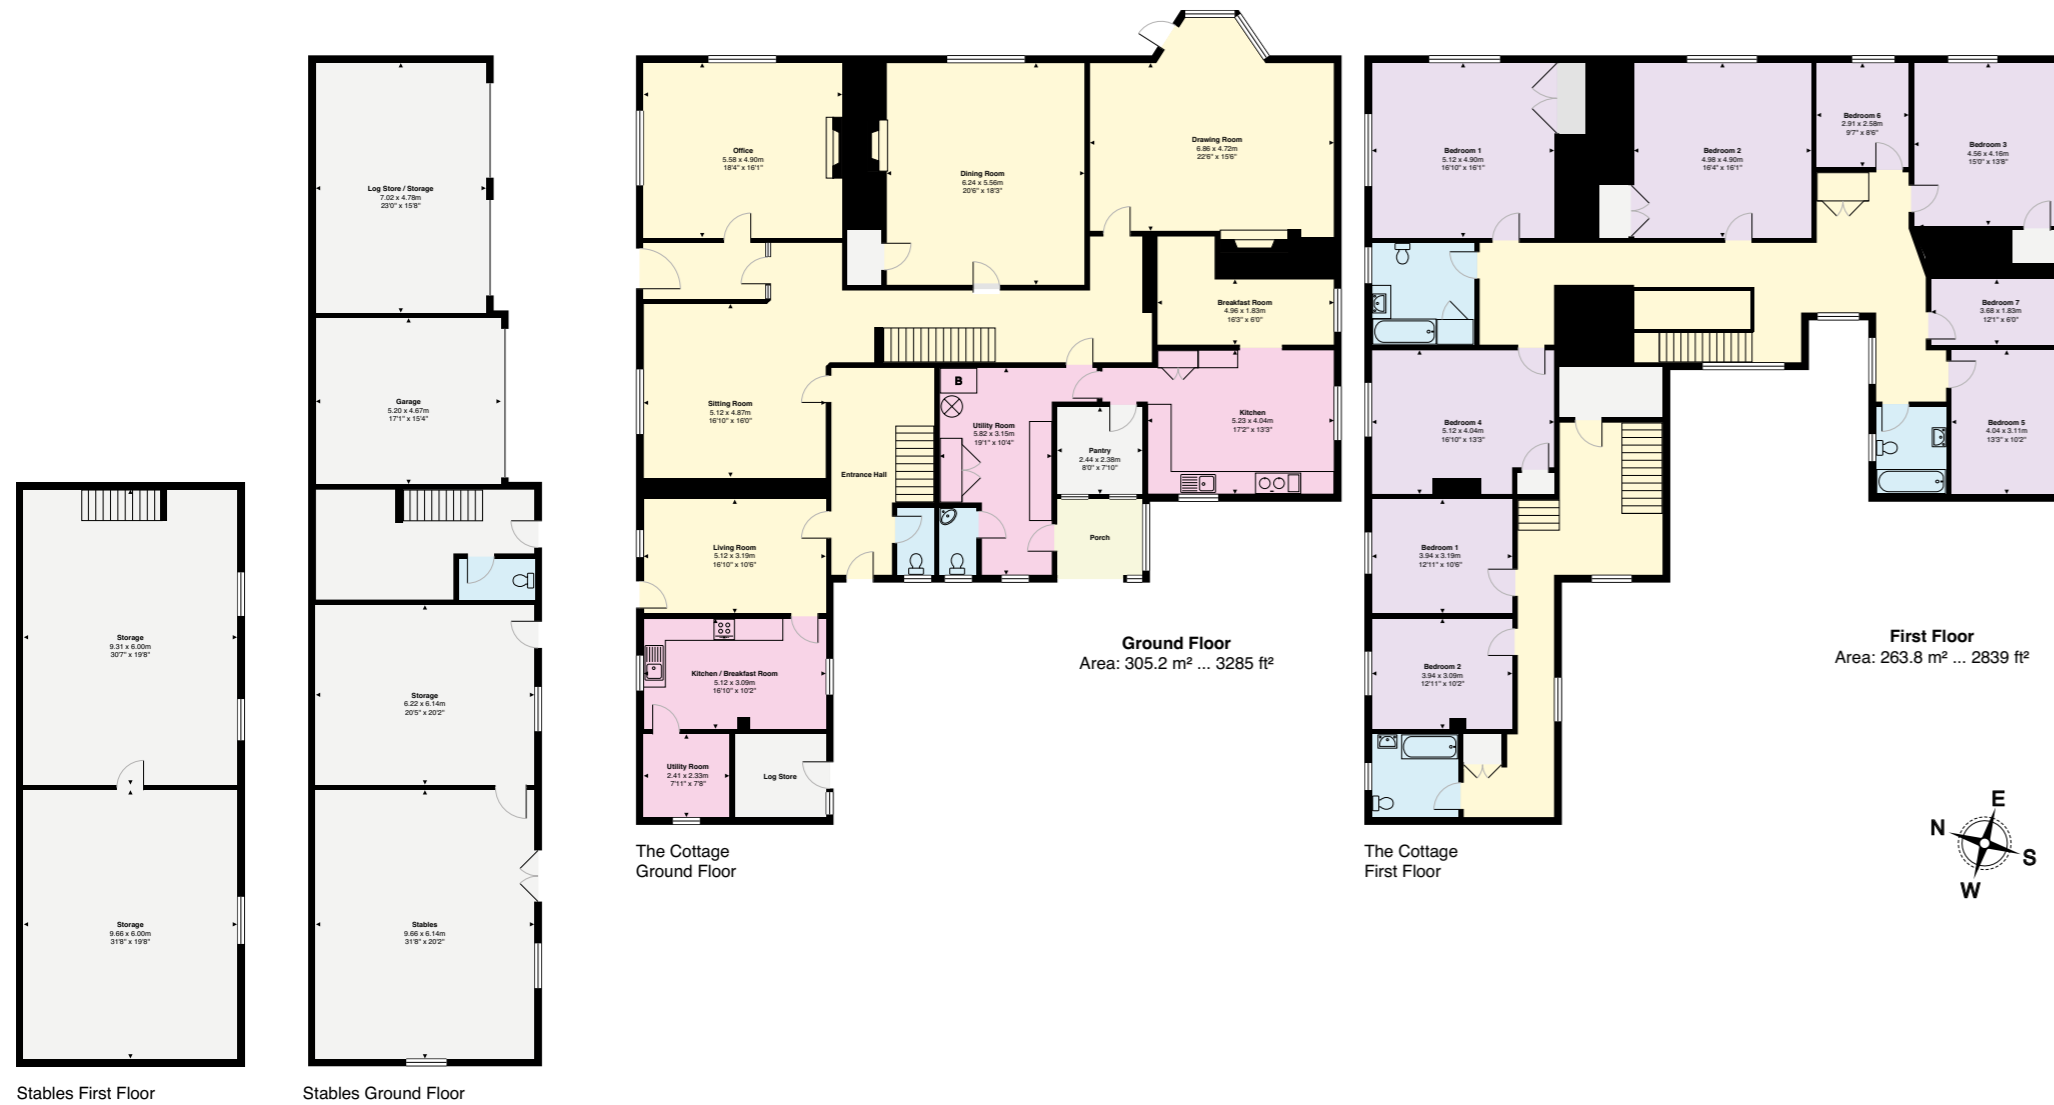 Log Store / Storage
7.02 x 4.78m
23'0" x 15'8"
Garage
5.20 x 4.67m
17'1" x 15'4"
Storage
9.31 x 6.00m
30'7" x 19'8"
Storage
9.66 x 6.00m
31'8" x 19'8"
Stables First Floor
Storage
6.22 x 6.14m
20'5" x 20'2"
Stables
9.66 x 6.14m
31'8" x 20'2"
Stables Ground Floor
Office
5.58 x 4.90m
18'4" x 16'1"
Dining Room
6.24 x 5.56m
20'6" x 18'3"
Drawing Room
6.86 x 4.72m
22'6" x 15'6"
Breakfast Room
4.96 x 1.83m
16'3" x 6'0"
Sitting Room
5.12 x 4.87m
16'10" x 16'0"
Entrance Hall
B
Utility Room
5.82 x 3.15m
19'1" x 10'4"
Pantry
2.44 x 2.38m
8'0" x 7'10"
Kitchen
5.23 x 4.04m
17'2" x 13'3"
Living Room
5.12 x 3.19m
16'10" x 10'6"
Porch
Kitchen / Breakfast Room
5.12 x 3.09m
16'10" x 10'2"
Utility Room
2.41 x 2.33m
7'11" x 7'8"
Log Store
Ground Floor
Area: 305.2 m² ... 3285 ft²
The Cottage
Ground Floor
Bedroom 1
5.12 x 4.90m
16'10" x 16'1"
Bedroom 2
4.98 x 4.90m
16'4" x 16'1"
Bedroom 6
2.91 x 2.58m
9'7" x 8'6"
Bedroom 3
4.56 x 4.16m
15'0" x 13'8"
Bedroom 7
3.68 x 1.83m
12'1" x 6'0"
Bedroom 4
5.12 x 4.04m
16'10" x 13'3"
Bedroom 5
4.04 x 3.11m
13'3" x 10'2"
Bedroom 1
3.94 x 3.19m
12'11" x 10'6"
Bedroom 2
3.94 x 3.09m
12'11" x 10'2"
First Floor
Area: 263.8 m² ... 2839 ft²
The Cottage
First Floor
E
N
S
W